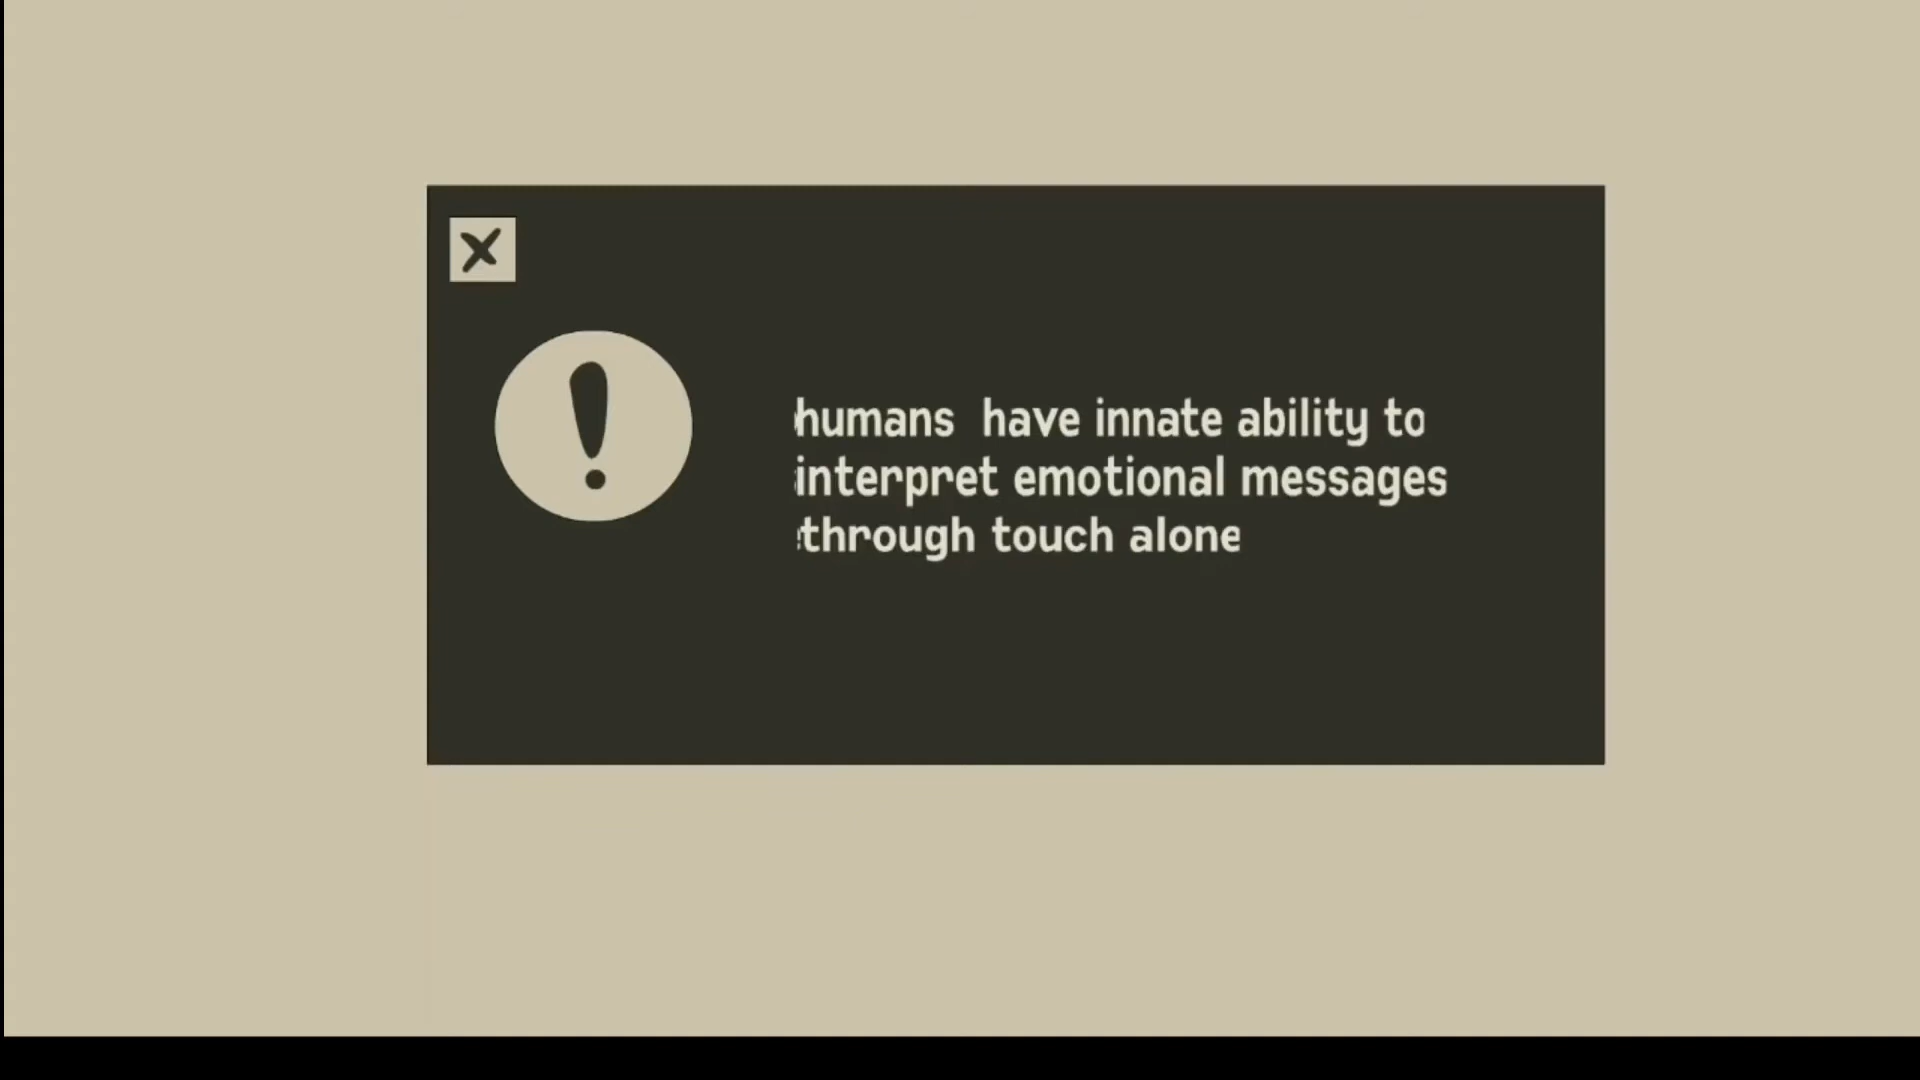 humans have innate ability to
interpret emotional messages
through touch alone